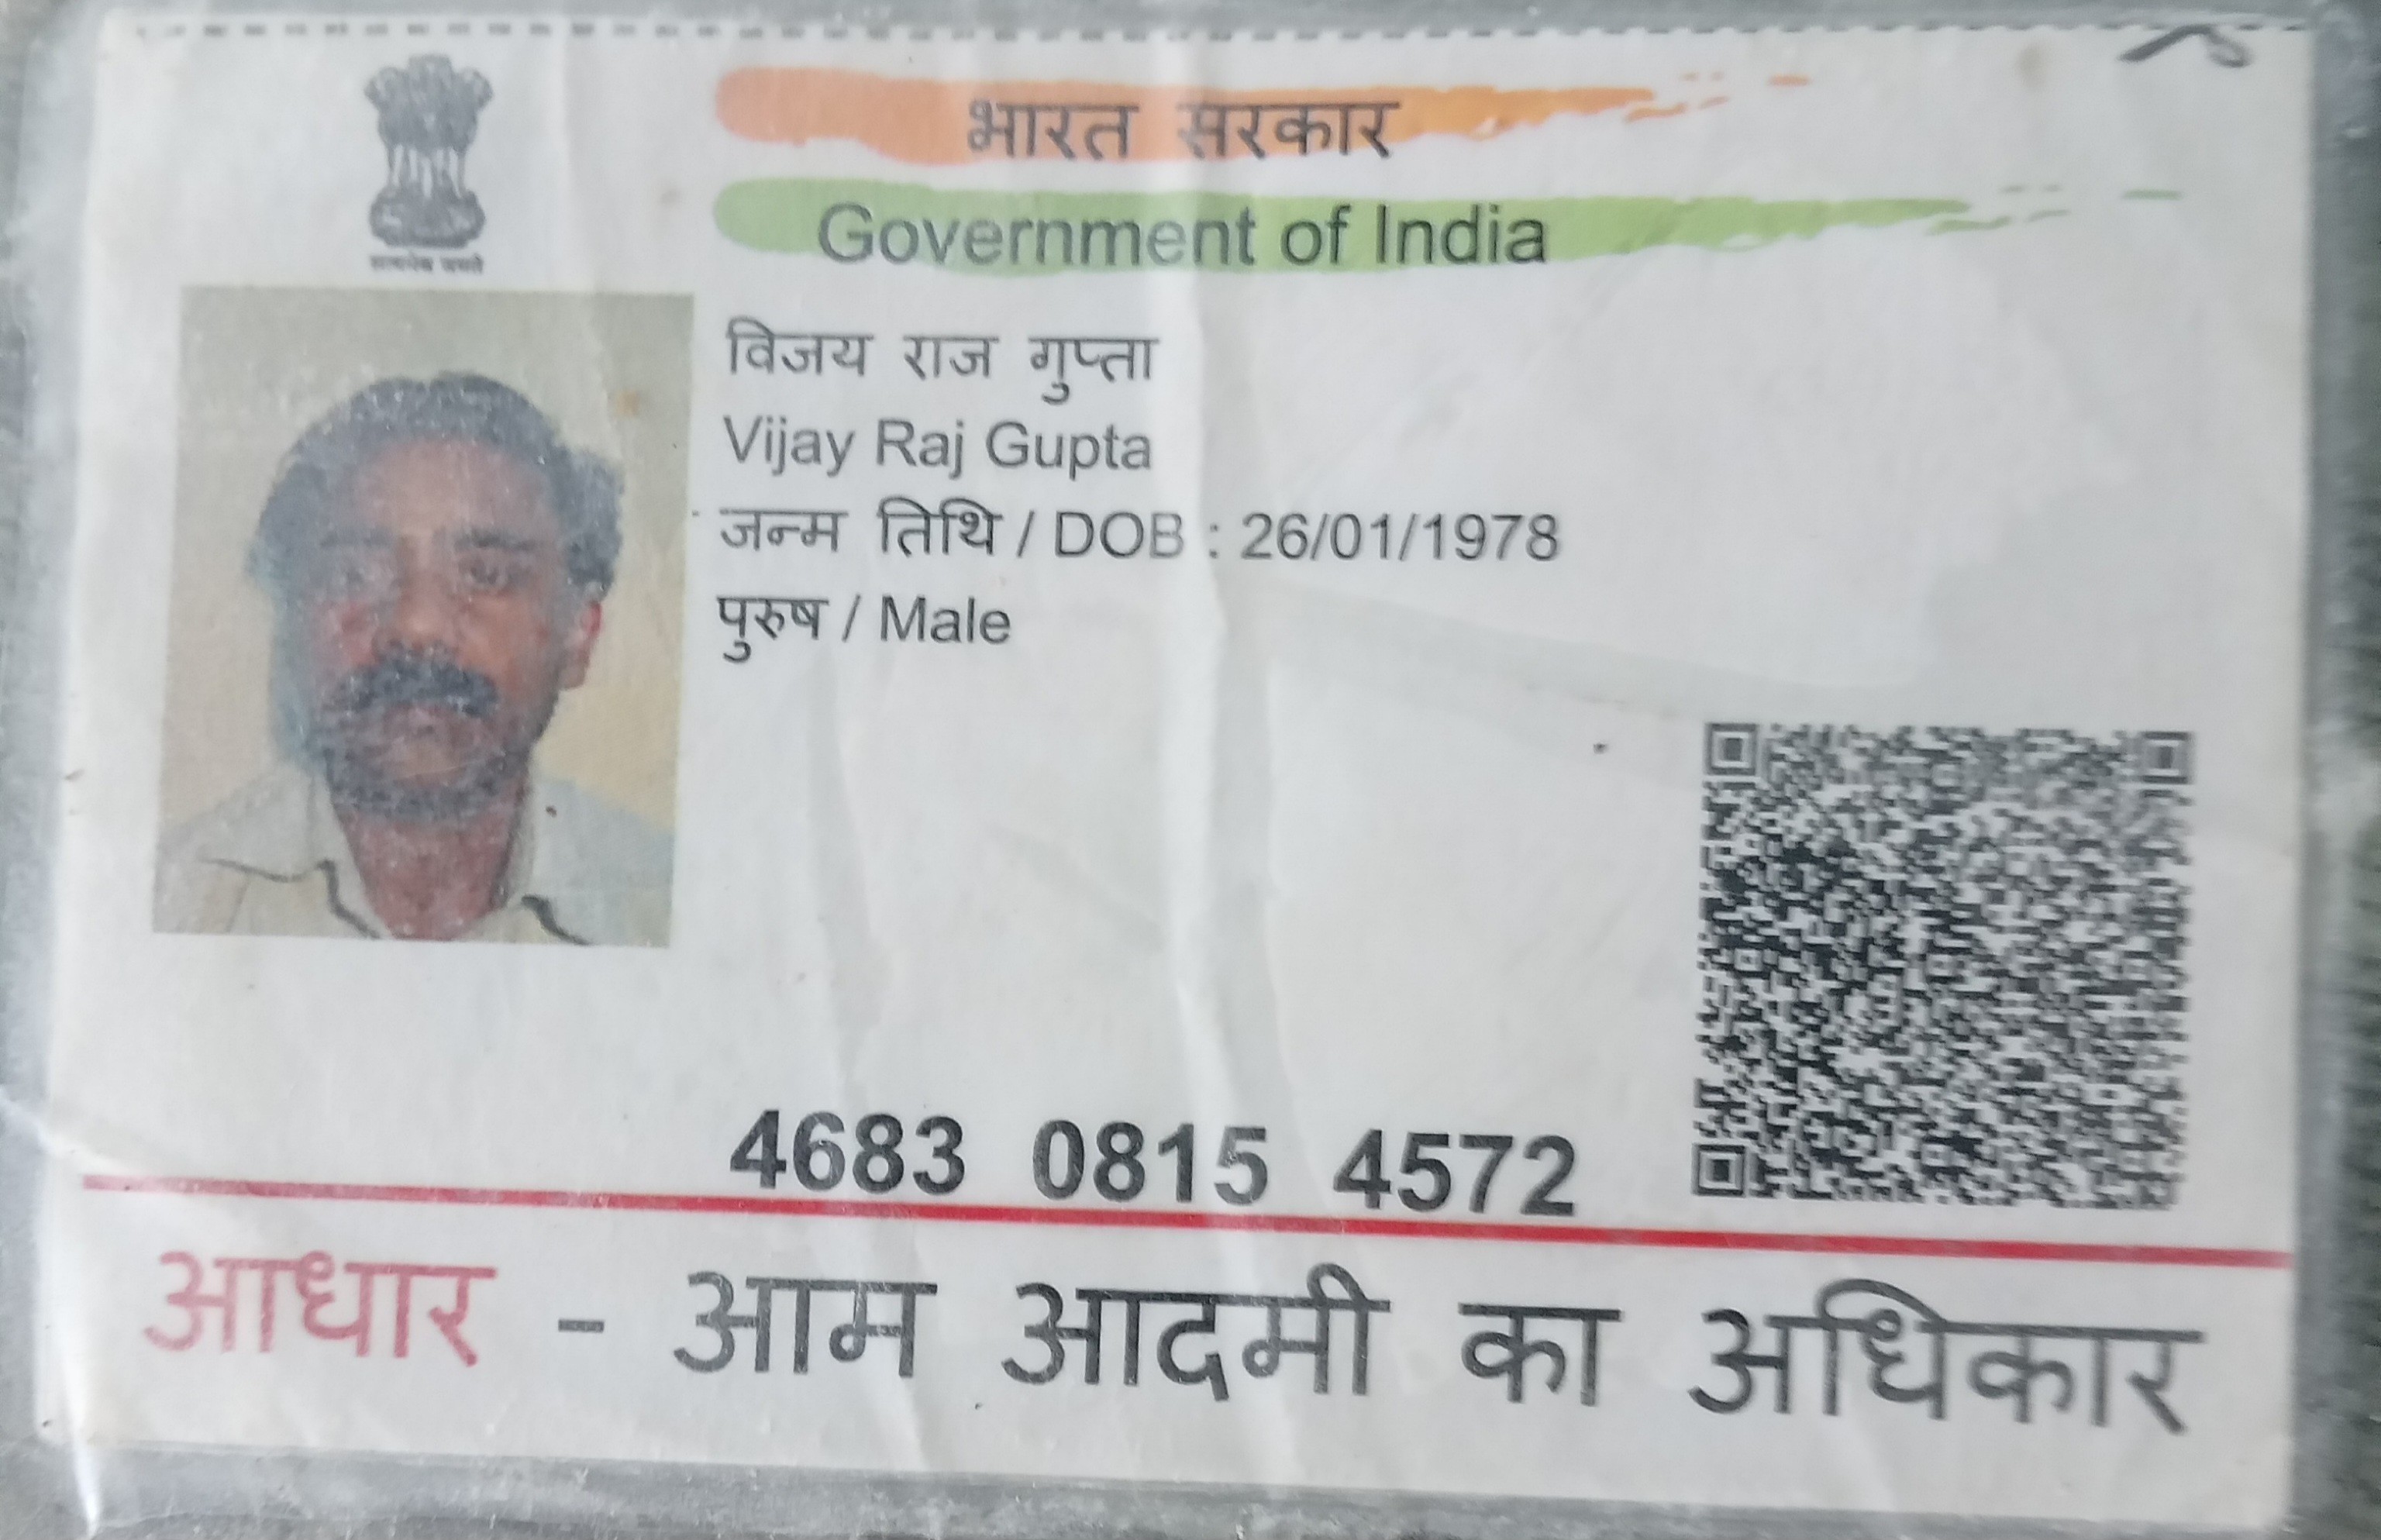 भारत सरकार
Government of India
सत्यमेव जयते
विजय राज गुप्ता
Vijay Raj Gupta
जन्म तिथि / DOB : 26/01/1978
पुरुष / Male
4683 0815 4572
आधार - आम आदमी का अधिकार